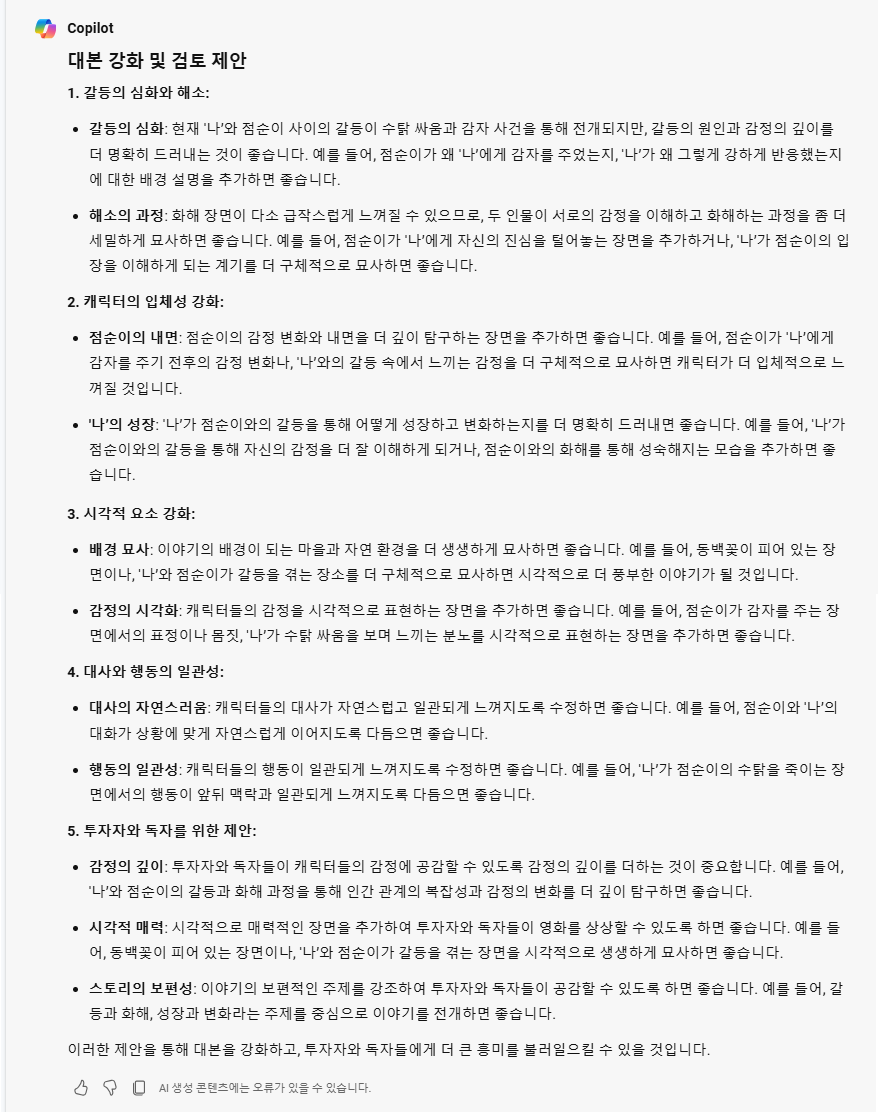 Copilot
대본 강화 및 검토 제안
1. 갈등의 심화와 해소:
• 갈등의 심화: 현재 '나'와 점순이 사이의 갈등이 수탉 싸움과 감자 사건을 통해 전개되지만, 갈등의 원인과 감정의 깊이를
더 명확히 드러내는 것이 좋습니다. 예를 들어, 점순이가 왜 '나'에게 감자를 주었는지, '나'가 왜 그렇게 강하게 반응했는지
에 대한 배경 설명을 추가하면 좋습니다.
• 해소의 과정: 화해 장면이 다소 급작스럽게 느껴질 수 있으므로, 두 인물이 서로의 감정을 이해하고 화해하는 과정을 좀 더
세밀하게 묘사하면 좋습니다. 예를 들어, 점순이가 '나'에게 자신의 진심을 털어놓는 장면을 추가하거나, '나'가 점순이의 입
장을 이해하게 되는 계기를 더 구체적으로 묘사하면 좋습니다.
2. 캐릭터의 입체성 강화:
• 점순이의 내면: 점순이의 감정 변화와 내면을 더 깊이 탐구하는 장면을 추가하면 좋습니다. 예를 들어, 점순이가 '나'에게
감자를 주기 전후의 감정 변화나, '나'와의 갈등 속에서 느끼는 감정을 더 구체적으로 묘사하면 캐릭터가 더 입체적으로 느
껴질 것입니다.
• '나'의 성장: '나'가 점순이와의 갈등을 통해 어떻게 성장하고 변화하는지를 더 명확히 드러내면 좋습니다. 예를 들어, '나'가
점순이와의 갈등을 통해 자신의 감정을 더 잘 이해하게 되거나, 점순이와의 화해를 통해 성숙해지는 모습을 추가하면 좋
습니다.
3. 시각적 요소 강화:
• 배경 묘사: 이야기의 배경이 되는 마을과 자연 환경을 더 생생하게 묘사하면 좋습니다. 예를 들어, 동백꽃이 피어 있는 장
면이나, '나'와 점순이가 갈등을 겪는 장소를 더 구체적으로 묘사하면 시각적으로 더 풍부한 이야기가 될 것입니다.
• 감정의 시각화: 캐릭터들의 감정을 시각적으로 표현하는 장면을 추가하면 좋습니다. 예를 들어, 점순이가 감자를 주는 장
면에서의 표정이나 몸짓, '나'가 수탉 싸움을 보며 느끼는 분노를 시각적으로 표현하는 장면을 추가하면 좋습니다.
4. 대사와 행동의 일관성:
• 대사의 자연스러움: 캐릭터들의 대사가 자연스럽고 일관되게 느껴지도록 수정하면 좋습니다. 예를 들어, 점순이와 '나'의
대화가 상황에 맞게 자연스럽게 이어지도록 다듬으면 좋습니다.
• 행동의 일관성: 캐릭터들의 행동이 일관되게 느껴지도록 수정하면 좋습니다. 예를 들어, '나'가 점순이의 수탉을 죽이는 장
면에서의 행동이 앞뒤 맥락과 일관되게 느껴지도록 다듬으면 좋습니다.
5. 투자자와 독자를 위한 제안:
• 감정의 깊이: 투자자와 독자들이 캐릭터들의 감정에 공감할 수 있도록 감정의 깊이를 더하는 것이 중요합니다. 예를 들어,
'나'와 점순이의 갈등과 화해 과정을 통해 인간 관계의 복잡성과 감정의 변화를 더 깊이 탐구하면 좋습니다.
• 시각적 매력: 시각적으로 매력적인 장면을 추가하여 투자자와 독자들이 영화를 상상할 수 있도록 하면 좋습니다. 예를 들
어, 동백꽃이 피어 있는 장면이나, '나'와 점순이가 갈등을 겪는 장면을 시각적으로 생생하게 묘사하면 좋습니다.
• 스토리의 보편성: 이야기의 보편적인 주제를 강조하여 투자자와 독자들이 공감할 수 있도록 하면 좋습니다. 예를 들어, 갈
등과 화해, 성장과 변화라는 주제를 중심으로 이야기를 전개하면 좋습니다.
이러한 제안을 통해 대본을 강화하고, 투자자와 독자들에게 더 큰 흥미를 불러일으킬 수 있을 것입니다.
AI 생성 콘텐츠에는 오류가 있을 수 있습니다.